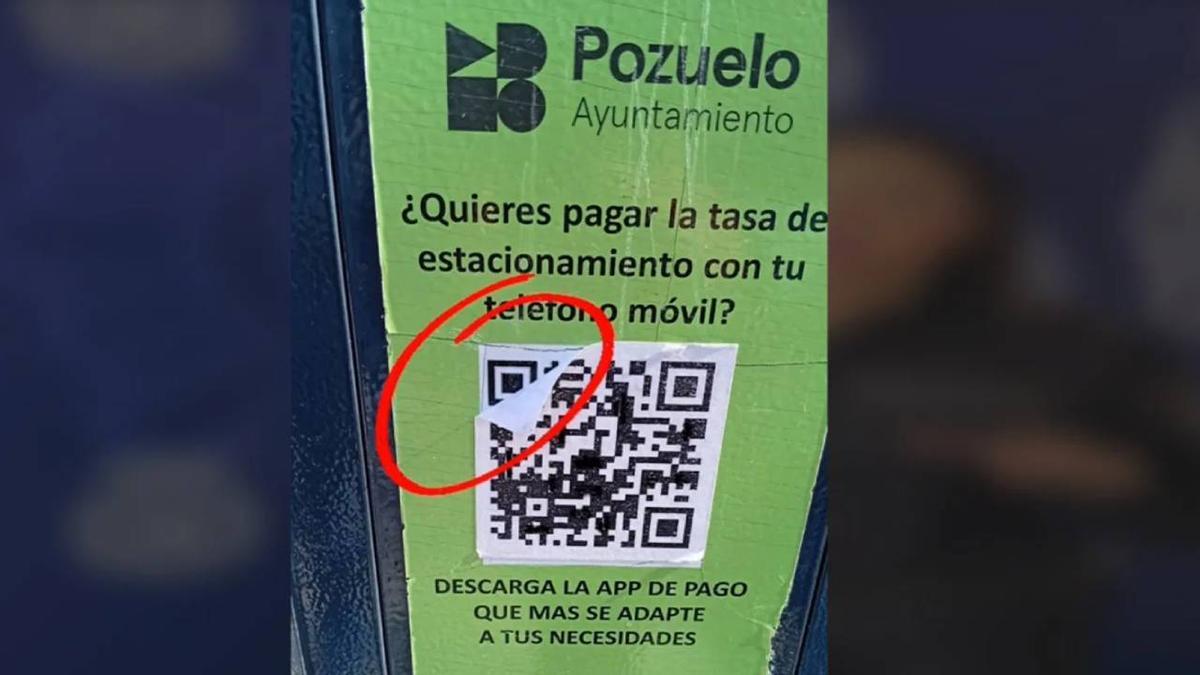 Pozuelo
Ayuntamiento
¿Quieres pagar la tasa de
estacionamiento con tu
teléfono móvil?
DESCARGA LA APP DE PAGO
QUE MAS SE ADAPTE
A TUS NECESIDADES